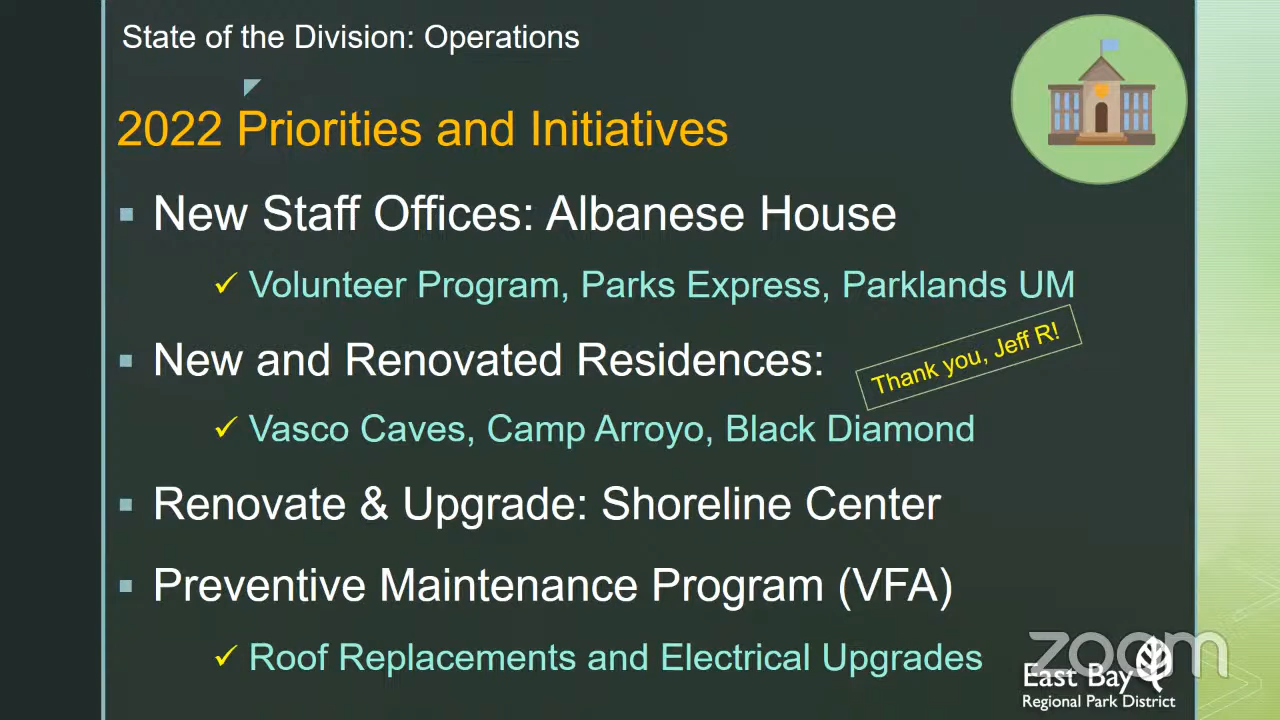 State of the Division: Operations
2022 Priorities and Initiatives
New Staff Offices: Albanese House
Volunteer Program, Parks Express, Parklands UM
New and Renovated Residences:
Thank you, Jeff R!
Vasco Caves, Camp Arroyo, Black Diamond
Renovate & Upgrade: Shoreline Center
Preventive Maintenance Program (VFA)
Roof Replacements and Electrical Upgrades
zoom
East Bay
Regional Park District